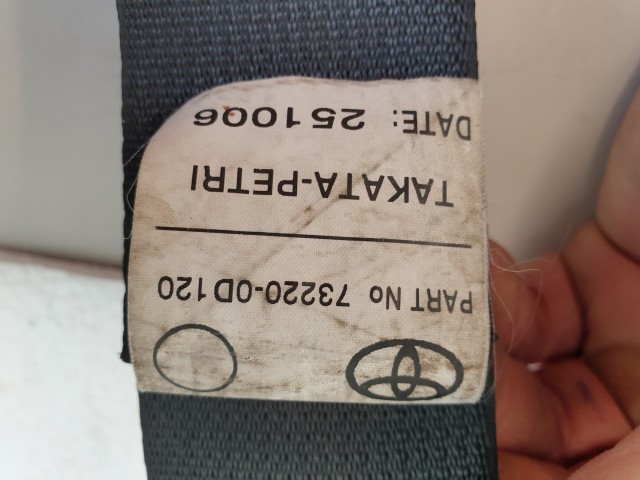 PART No 73220-0D120
TAKATA-PETRI
DATE: 251006